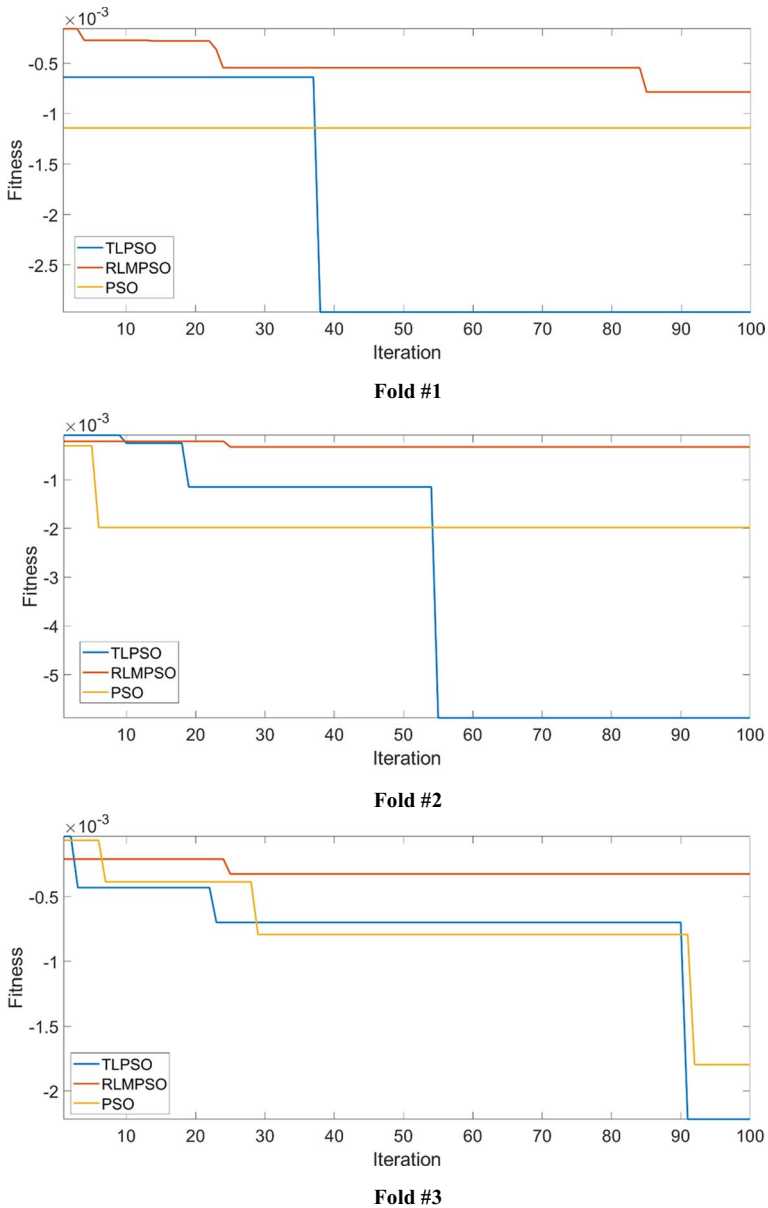 ×10-3
-0.5
-1
-1.5
-2
-2.5
Fitness
TLPSO
RLMPSO
PSO
10 20 30 40 50 60 70 80 90 100
Iteration
Fold #1
×10-3
-1
-2
-3
-4
-5
Fitness
TLPSO
RLMPSO
PSO
10 20 30 40 50 60 70 80 90 100
Iteration
Fold #2
×10-3
-0.5
-1
-1.5
-2
Fitness
TLPSO
RLMPSO
PSO
10 20 30 40 50 60 70 80 90 100
Iteration
Fold #3